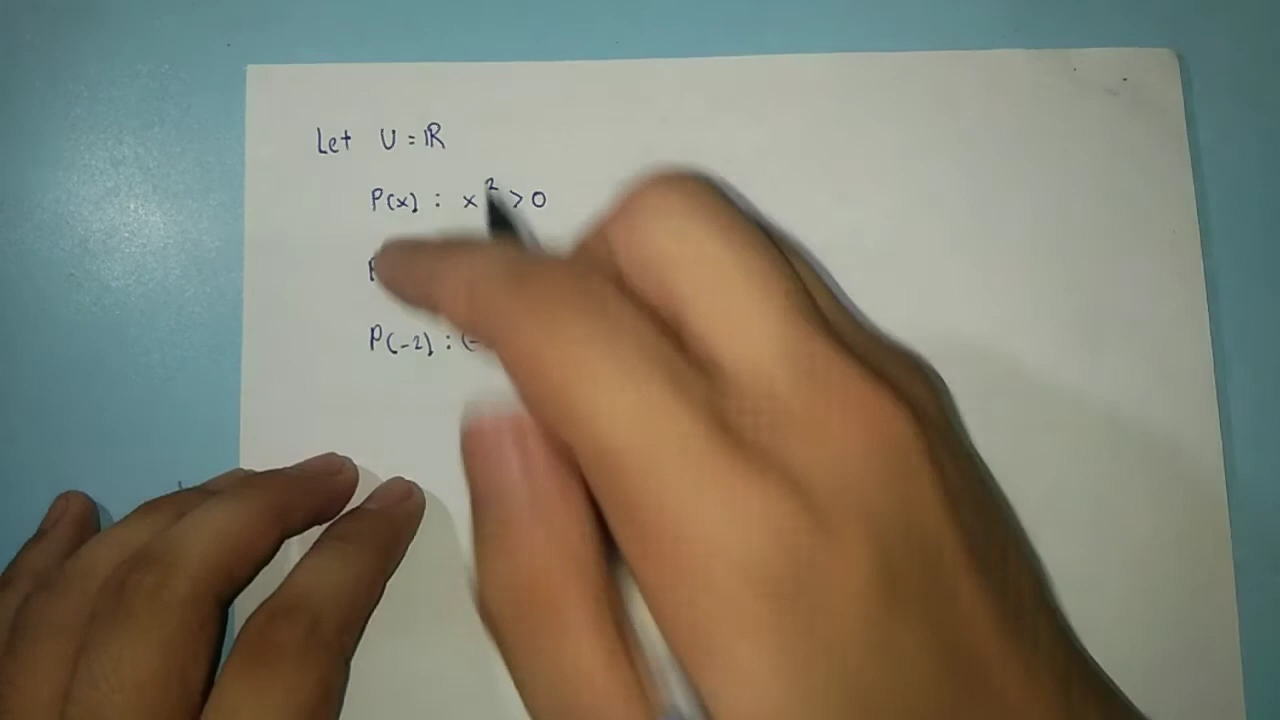 Let U = ℝ
P(x) : x² > 0
P(-2) : (-